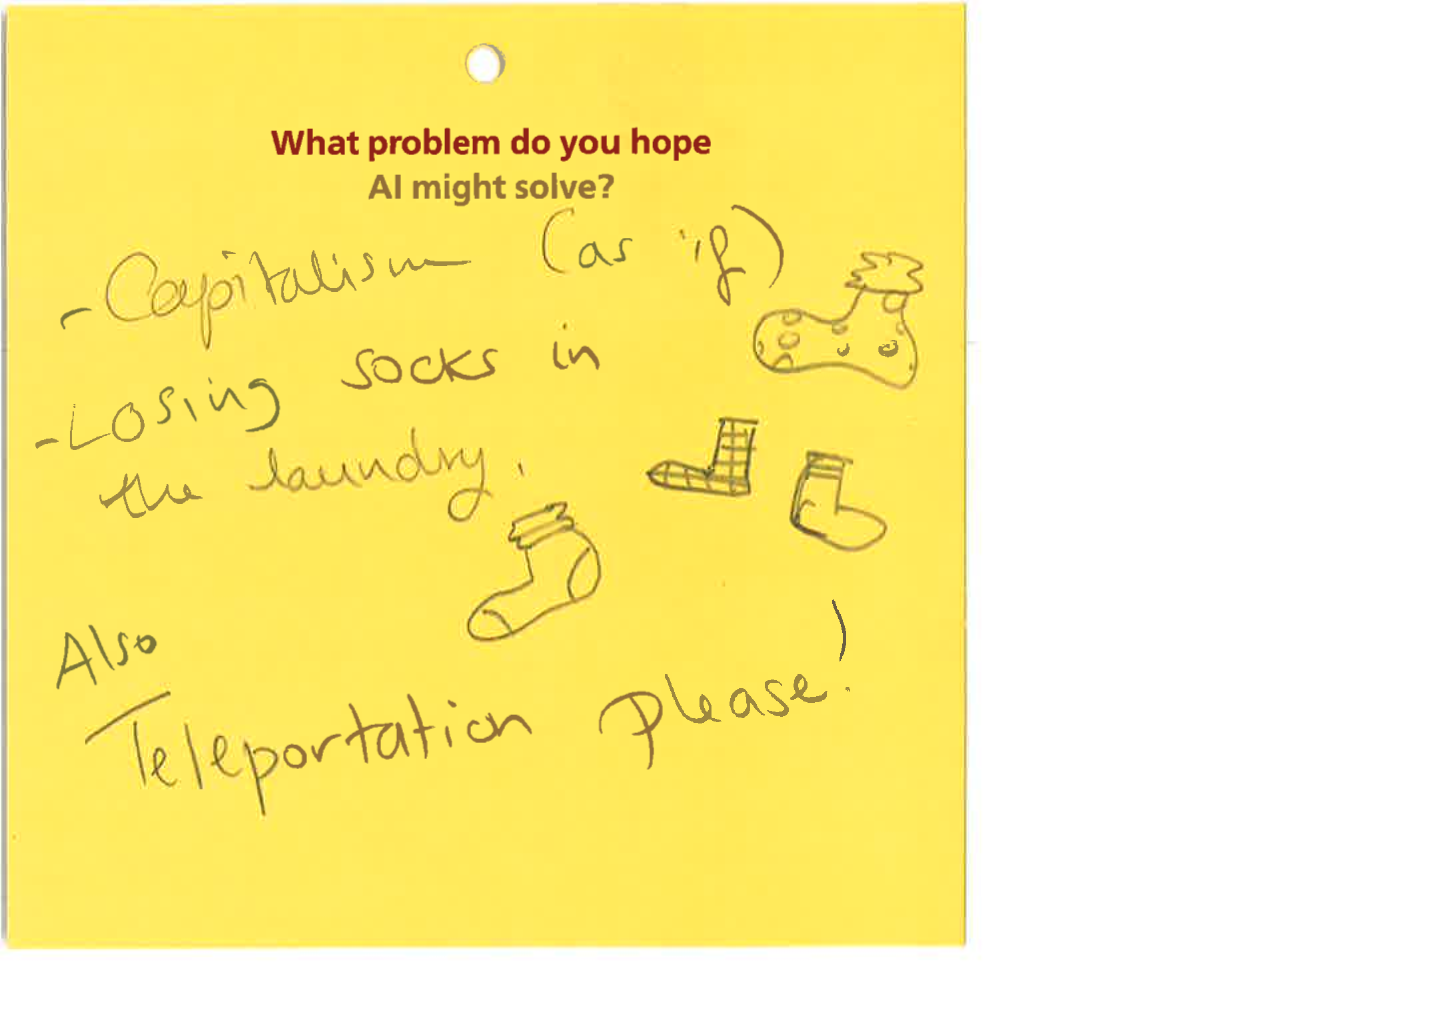 What problem do you hope
AI might solve?
- Capitalism (as if)
- Losing socks in
the laundry.
Also
Teleportation please!